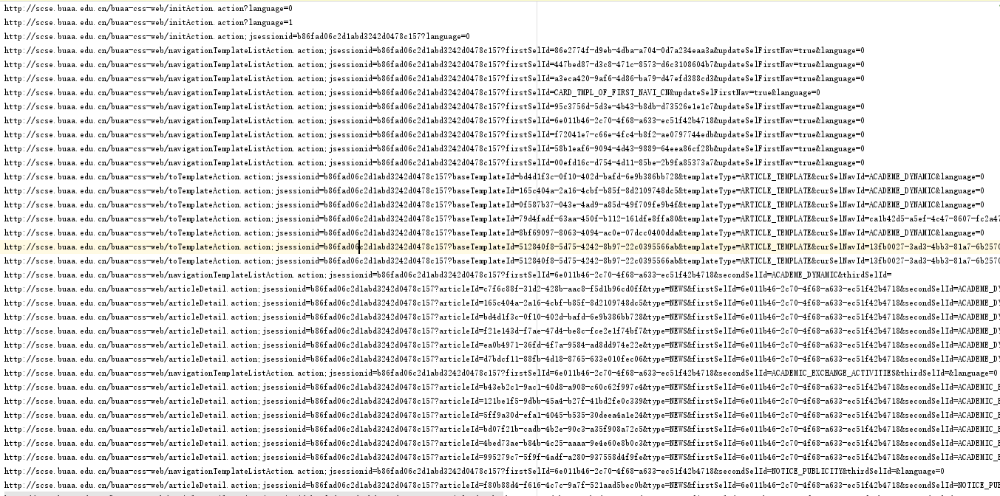 http://scse.buaa.edu.cn/buaa-css-web/initAction.action?language=0
http://scse.buaa.edu.cn/buaa-css-web/initAction.action?language=1
http://scse.buaa.edu.cn/buaa-css-web/initAction.action;jsessionid=b86fad06c2d1abd3242d0478c157?language=0
http://scse.buaa.edu.cn/buaa-css-web/navigationTemplateListAction.action;jsessionid=b86fad06c2d1abd3242d0478c157?firstSelId=86e2774f-d9eb-4dba-a704-0d7a234eaa3a&updateSelFirstNav=true&language=0
http://scse.buaa.edu.cn/buaa-css-web/navigationTemplateListAction.action;jsessionid=b86fad06c2d1abd3242d0478c157?firstSelId=447bed87-d3c8-471c-8573-d6c3108604b7&updateSelFirstNav=true&language=0
http://scse.buaa.edu.cn/buaa-css-web/navigationTemplateListAction.action;jsessionid=b86fad06c2d1abd3242d0478c157?firstSelId=a3eca420-9af6-4d86-ba79-d47efd388cd3&updateSelFirstNav=true&language=0
http://scse.buaa.edu.cn/buaa-css-web/navigationTemplateListAction.action;jsessionid=b86fad06c2d1abd3242d0478c157?firstSelId=CARD_TMPL_OF_FIRST_NAVI_CN&updateSelFirstNav=true&language=0
http://scse.buaa.edu.cn/buaa-css-web/navigationTemplateListAction.action;jsessionid=b86fad06c2d1abd3242d0478c157?firstSelId=95c3756d-5d3e-4b43-b8db-d73526e1e1c7&updateSelFirstNav=true&language=0
http://scse.buaa.edu.cn/buaa-css-web/navigationTemplateListAction.action;jsessionid=b86fad06c2d1abd3242d0478c157?firstSelId=6e011b46-2c70-4f68-a633-ec51f42b4718&updateSelFirstNav=true&language=0
http://scse.buaa.edu.cn/buaa-css-web/navigationTemplateListAction.action;jsessionid=b86fad06c2d1abd3242d0478c157?firstSelId=f72041e7-c66e-4fc4-b8f2-ae0797744edb&updateSelFirstNav=true&language=0
http://scse.buaa.edu.cn/buaa-css-web/navigationTemplateListAction.action;jsessionid=b86fad06c2d1abd3242d0478c157?firstSelId=58b1eaf6-9094-4d43-9889-64eea86cf28b&updateSelFirstNav=true&language=0
http://scse.buaa.edu.cn/buaa-css-web/navigationTemplateListAction.action;jsessionid=b86fad06c2d1abd3242d0478c157?firstSelId=00efd16c-d754-4d11-85be-2b9fa85373a7&updateSelFirstNav=true&language=0
http://scse.buaa.edu.cn/buaa-css-web/toTemplateAction.action;jsessionid=b86fad06c2d1abd3242d0478c157?baseTemplateId=bd4d1f3c-0f10-402d-bafd-6e9b386bb728&templateType=ARTICLE_TEMPLATE&curSelNavId=ACADEME_DYNAMIC&language=0
http://scse.buaa.edu.cn/buaa-css-web/toTemplateAction.action;jsessionid=b86fad06c2d1abd3242d0478c157?baseTemplateId=165c404a-2a16-4cbf-b85f-8d2109748dc5&templateType=ARTICLE_TEMPLATE&curSelNavId=ACADEME_DYNAMIC&language=0
http://scse.buaa.edu.cn/buaa-css-web/toTemplateAction.action;jsessionid=b86fad06c2d1abd3242d0478c157?baseTemplateId=0f587b37-043e-4ad9-a85d-49f709fe9b4f&templateType=ARTICLE_TEMPLATE&curSelNavId=ACADEME_DYNAMIC&language=0
http://scse.buaa.edu.cn/buaa-css-web/toTemplateAction.action;jsessionid=b86fad06c2d1abd3242d0478c157?baseTemplateId=79d4fadf-63aa-450f-b112-161dfe8ffa80&templateType=ARTICLE_TEMPLATE&curSelNavId=ca1b42d5-a5ef-4c47-8607-fc2a47
http://scse.buaa.edu.cn/buaa-css-web/toTemplateAction.action;jsessionid=b86fad06c2d1abd3242d0478c157?baseTemplateId=8bf69097-8063-4094-ac0e-07dcc0400dda&templateType=ARTICLE_TEMPLATE&curSelNavId=ACADEME_DYNAMIC&language=0
http://scse.buaa.edu.cn/buaa-css-web/toTemplateAction.action;jsessionid=b86fad06c2d1abd3242d0478c157?baseTemplateId=512840f8-5d75-4242-8b97-22c0395566ab&templateType=ARTICLE_TEMPLATE&curSelNavId=13fb0027-3ad3-4bb3-81a7-6b2570
http://scse.buaa.edu.cn/buaa-css-web/toTemplateAction.action;jsessionid=b86fad06c2d1abd3242d0478c157?baseTemplateId=512840f8-5d75-4242-8b97-22c0395566ab&templateType=ARTICLE_TEMPLATE&curSelNavId=13fb0027-3ad3-4bb3-81a7-6b2570
http://scse.buaa.edu.cn/buaa-css-web/navigationTemplateListAction.action;jsessionid=b86fad06c2d1abd3242d0478c157?firstSelId=6e011b46-2c70-4f68-a633-ec51f42b4718&secondSelId=ACADEME_DYNAMIC&thirdSelId=
http://scse.buaa.edu.cn/buaa-css-web/articleDetail.action;jsessionid=b86fad06c2d1abd3242d0478c157?articleId=c7f6c88f-31d2-428b-aac8-f5d1b96cd0ff&type=NEWS&firstSelId=6e011b46-2c70-4f68-a633-ec51f42b4718&secondSelId=ACADEME_DY
http://scse.buaa.edu.cn/buaa-css-web/articleDetail.action;jsessionid=b86fad06c2d1abd3242d0478c157?articleId=165c404a-2a16-4cbf-b85f-8d2109748dc5&type=NEWS&firstSelId=6e011b46-2c70-4f68-a633-ec51f42b4718&secondSelId=ACADEME_DY
http://scse.buaa.edu.cn/buaa-css-web/articleDetail.action;jsessionid=b86fad06c2d1abd3242d0478c157?articleId=bd4d1f3c-0f10-402d-bafd-6e9b386bb728&type=NEWS&firstSelId=6e011b46-2c70-4f68-a633-ec51f42b4718&secondSelId=ACADEME_DY
http://scse.buaa.edu.cn/buaa-css-web/articleDetail.action;jsessionid=b86fad06c2d1abd3242d0478c157?articleId=f21e143d-f7ae-47d4-be8c-fce2e1f74bf7&type=NEWS&firstSelId=6e011b46-2c70-4f68-a633-ec51f42b4718&secondSelId=ACADEME_DY
http://scse.buaa.edu.cn/buaa-css-web/articleDetail.action;jsessionid=b86fad06c2d1abd3242d0478c157?articleId=ea0b4971-36fd-4f7a-9584-ad8dd974e22e&type=NEWS&firstSelId=6e011b46-2c70-4f68-a633-ec51f42b4718&secondSelId=ACADEME_DY
http://scse.buaa.edu.cn/buaa-css-web/articleDetail.action;jsessionid=b86fad06c2d1abd3242d0478c157?articleId=d7bdcf11-88fb-4d18-8765-633e010fec06&type=NEWS&firstSelId=6e011b46-2c70-4f68-a633-ec51f42b4718&secondSelId=ACADEME_DY
http://scse.buaa.edu.cn/buaa-css-web/navigationTemplateListAction.action;jsessionid=b86fad06c2d1abd3242d0478c157?firstSelId=6e011b46-2c70-4f68-a633-ec51f42b4718&secondSelId=ACADEMIC_EXCHANGE_ACTIVITIES&thirdSelId=&language=0
http://scse.buaa.edu.cn/buaa-css-web/articleDetail.action;jsessionid=b86fad06c2d1abd3242d0478c157?articleId=b43eb2c1-9ac1-40d8-a908-c60c62f997c4&type=NEWS&firstSelId=6e011b46-2c70-4f68-a633-ec51f42b4718&secondSelId=ACADEMIC_E
http://scse.buaa.edu.cn/buaa-css-web/articleDetail.action;jsessionid=b86fad06c2d1abd3242d0478c157?articleId=121be1f5-9dbb-45a4-b27f-41bd2fe0c339&type=NEWS&firstSelId=6e011b46-2c70-4f68-a633-ec51f42b4718&secondSelId=ACADEMIC_E
http://scse.buaa.edu.cn/buaa-css-web/articleDetail.action;jsessionid=b86fad06c2d1abd3242d0478c157?articleId=5ff9a30d-efa1-4045-b535-30deea4a1e24&type=NEWS&firstSelId=6e011b46-2c70-4f68-a633-ec51f42b4718&secondSelId=ACADEMIC_E
http://scse.buaa.edu.cn/buaa-css-web/articleDetail.action;jsessionid=b86fad06c2d1abd3242d0478c157?articleId=bd07f21b-cadb-4b2e-90c3-a35f908a72c5&type=NEWS&firstSelId=6e011b46-2c70-4f68-a633-ec51f42b4718&secondSelId=ACADEMIC_E
http://scse.buaa.edu.cn/buaa-css-web/articleDetail.action;jsessionid=b86fad06c2d1abd3242d0478c157?articleId=4bed73ae-b84b-4c25-aaaa-9e4e60e8b0c3&type=NEWS&firstSelId=6e011b46-2c70-4f68-a633-ec51f42b4718&secondSelId=ACADEMIC_E
http://scse.buaa.edu.cn/buaa-css-web/articleDetail.action;jsessionid=b86fad06c2d1abd3242d0478c157?articleId=995279c7-5f9f-4adf-a280-937558d4f9fe&type=NEWS&firstSelId=6e011b46-2c70-4f68-a633-ec51f42b4718&secondSelId=ACADEMIC_E
http://scse.buaa.edu.cn/buaa-css-web/navigationTemplateListAction.action;jsessionid=b86fad06c2d1abd3242d0478c157?firstSelId=6e011b46-2c70-4f68-a633-ec51f42b4718&secondSelId=NOTICE_PUBLICITY&thirdSelId=&language=0
http://scse.buaa.edu.cn/buaa-css-web/articleDetail.action;jsessionid=b86fad06c2d1abd3242d0478c157?articleId=f80b88d4-f616-4c7c-9a7f-521aad5bec0b&type=NEWS&firstSelId=6e011b46-2c70-4f68-a633-ec51f42b4718&secondSelId=NOTICE_PUB